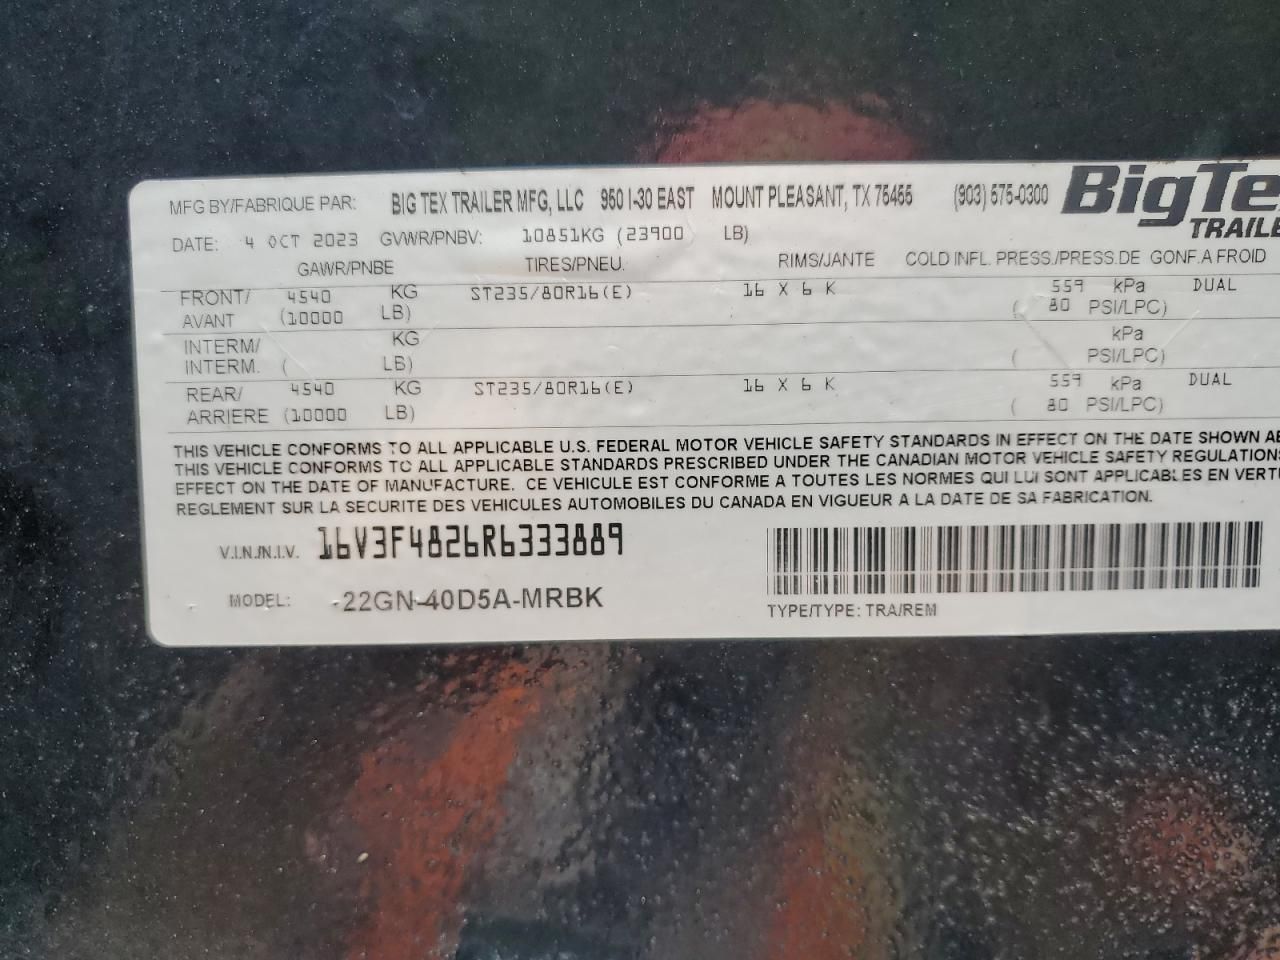 MFG BY/FABRIQUE PAR: BIG TEX TRAILER MFG, LLC 950 I-30 EAST MOUNT PLEASANT, TX 75455 (903) 575-0300 BigTe
TRAILE
DATE: 4 OCT 2023 GVWR/PNBV: 10851KG (23900 LB)
GAWR/PNBE TIRES/PNEU. RIMS/JANTE COLD INFL. PRESS./PRESS.DE GONF.A FROID
FRONT/ 4540 KG ST235/80R16(E) 16 X 6 K 559 kPa DUAL
AVANT (10000 LB) ( 80 PSI/LPC)
INTERM/ KG kPa
INTERM. ( LB) ( PSI/LPC)
REAR/ 4540 KG ST235/80R16(E) 16 X 6 K 559 kPa DUAL
ARRIERE (10000 LB) ( 80 PSI/LPC)
THIS VEHICLE CONFORMS TO ALL APPLICABLE U.S. FEDERAL MOTOR VEHICLE SAFETY STANDARDS IN EFFECT ON THE DATE SHOWN AB
THIS VEHICLE CONFORMS TO ALL APPLICABLE STANDARDS PRESCRIBED UNDER THE CANADIAN MOTOR VEHICLE SAFETY REGULATIONS
EFFECT ON THE DATE OF MANUFACTURE. CE VEHICULE EST CONFORME A TOUTES LES NORMES QUI LUI SONT APPLICABLES EN VERTU
REGLEMENT SUR LA SECURITE DES VEHICULES AUTOMOBILES DU CANADA EN VIGUEUR A LA DATE DE SA FABRICATION.
V.I.N./N.I.V. 16V3F4826R6333889
MODEL: -22GN-40D5A-MRBK
TYPE/TYPE: TRA/REM